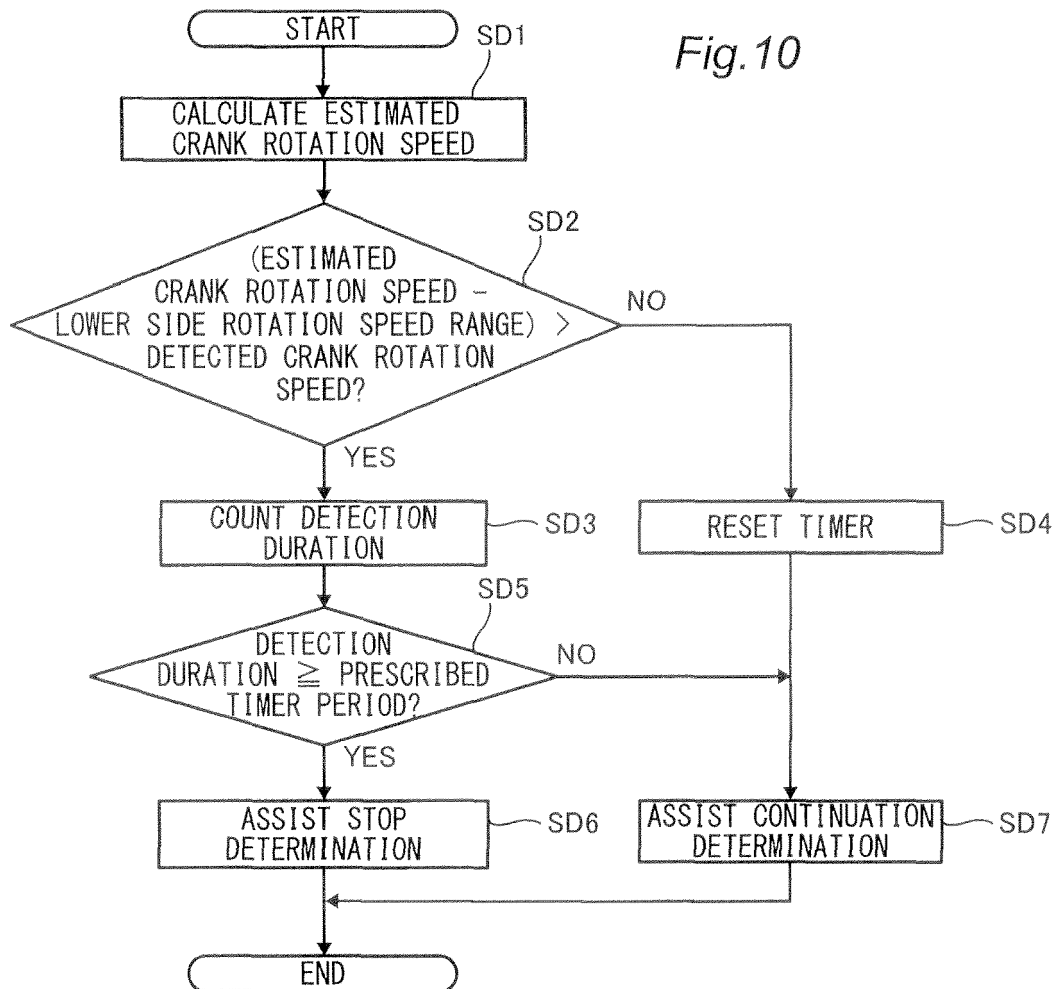 START
SD1
Fig.10
CALCULATE ESTIMATED
CRANK ROTATION SPEED
SD2
(ESTIMATED
CRANK ROTATION SPEED -
LOWER SIDE ROTATION SPEED RANGE) >
DETECTED CRANK ROTATION
SPEED?
NO
YES
COUNT DETECTION
DURATION
SD3
RESET TIMER
SD4
SD5
DETECTION
DURATION ≧ PRESCRIBED
TIMER PERIOD?
NO
YES
ASSIST STOP
DETERMINATION
SD6
ASSIST CONTINUATION
DETERMINATION
SD7
END